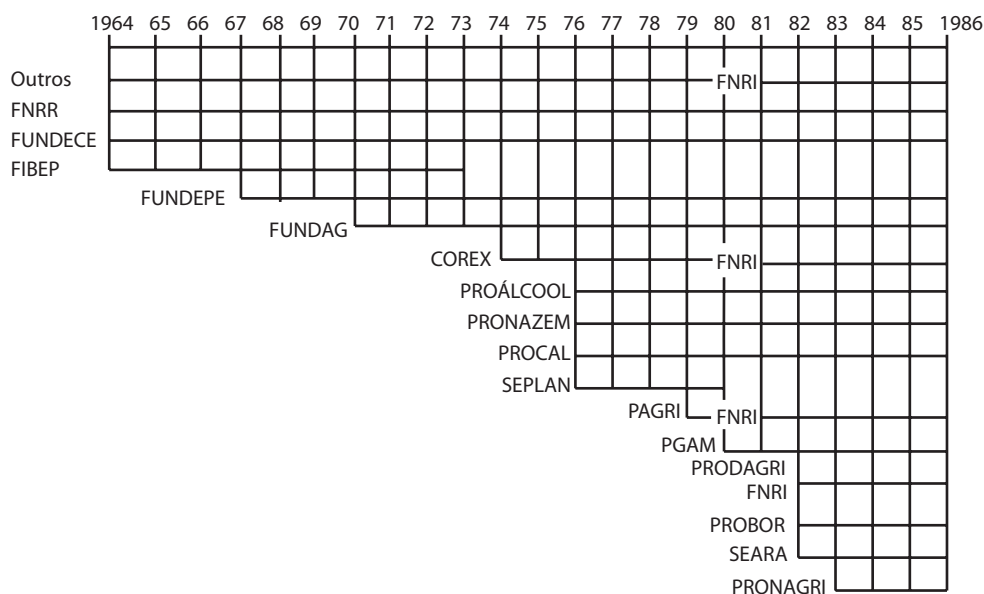 1964 65 66 67 68 69 70 71 72 73 74 75 76 77 78 79 80 81 82 83 84 85 1986
Outros FNRI
FNRR
FUNDECE
FIBEP
FUNDEPE
FUNDAG
COREX FNRI
PROÁLCOOL
PRONAZEM
PROCAL
SEPLAN
PAGRI FNRI
PGAM
PRODAGRI
FNRI
PROBOR
SEARA
PRONAGRI